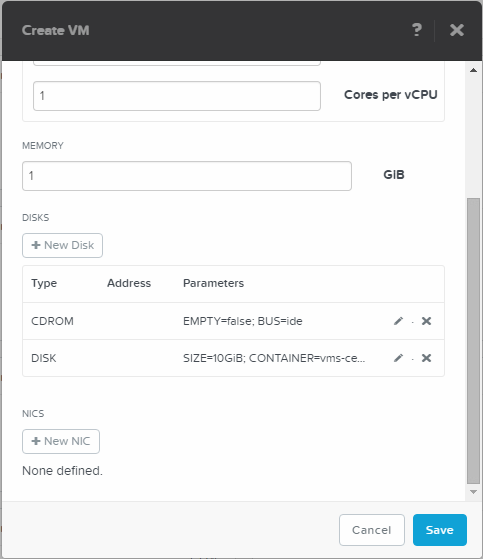 Create VM
?
1 Cores per vCPU
MEMORY
1 GIB
DISKS
+ New Disk
Type Address Parameters
CDROM EMPTY=false; BUS=ide
DISK SIZE=10GiB; CONTAINER=vms-ce...
NICS
+ New NIC
None defined.
Cancel Save